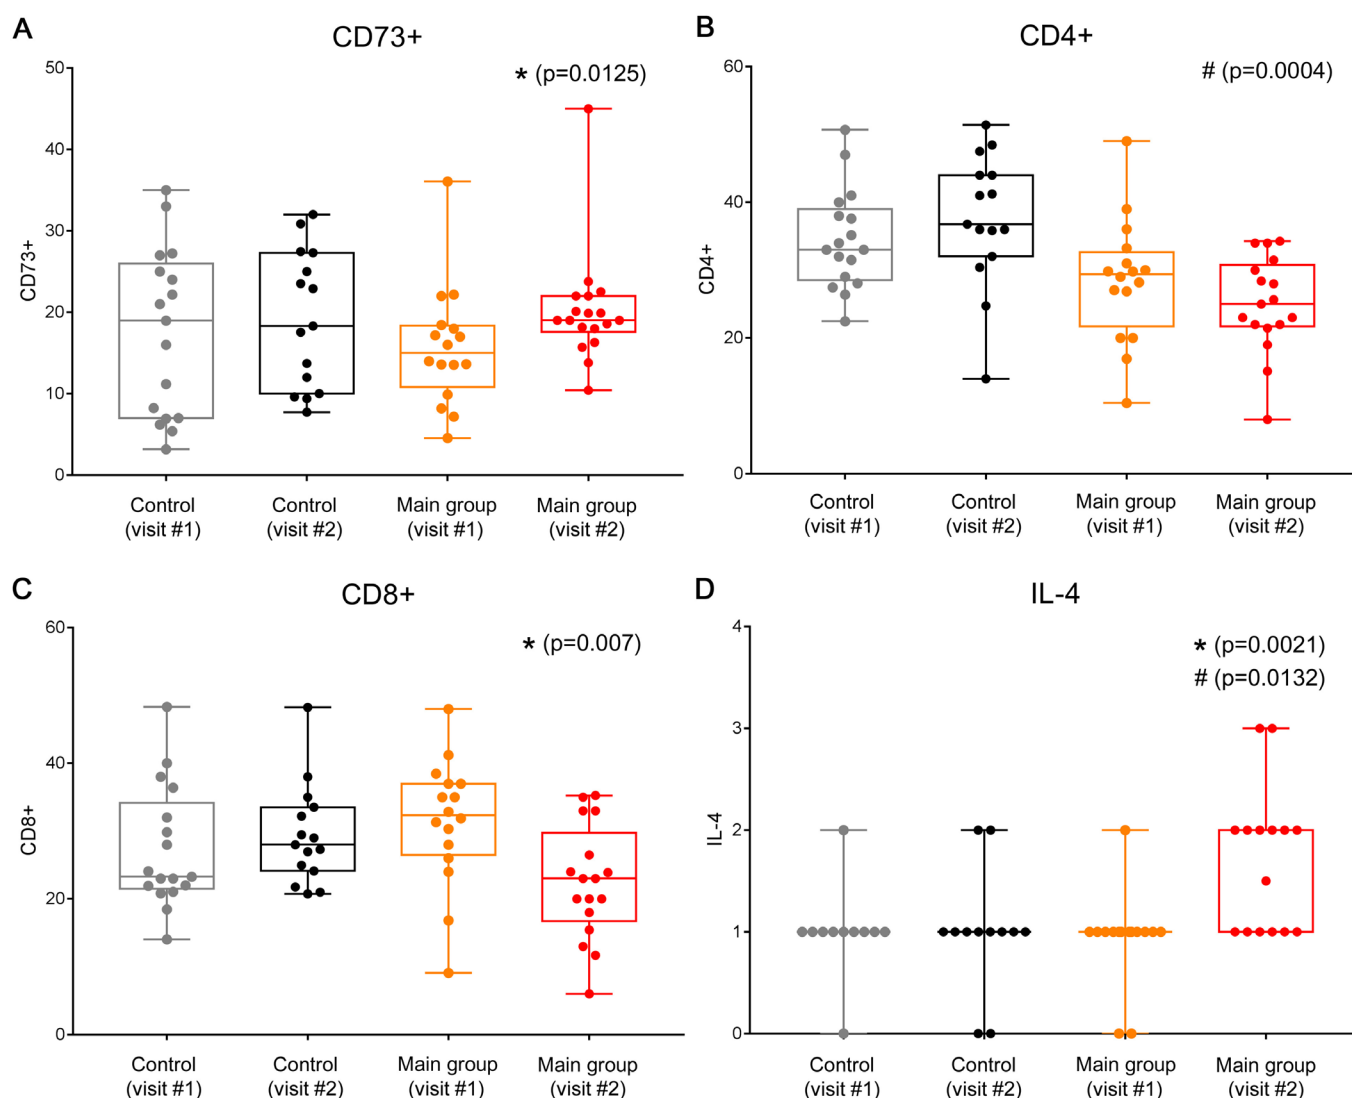 A
CD73+
* (p=0.0125)
CD73+
50
40
30
20
10
0
Control
(visit #1)
Control
(visit #2)
Main group
(visit #1)
Main group
(visit #2)
B
CD4+
# (p=0.0004)
CD4+
60
40
20
0
Control
(visit #1)
Control
(visit #2)
Main group
(visit #1)
Main group
(visit #2)
C
CD8+
* (p=0.007)
CD8+
60
40
20
0
Control
(visit #1)
Control
(visit #2)
Main group
(visit #1)
Main group
(visit #2)
D
IL-4
* (p=0.0021)
# (p=0.0132)
IL-4
4
3
2
1
0
Control
(visit #1)
Control
(visit #2)
Main group
(visit #1)
Main group
(visit #2)